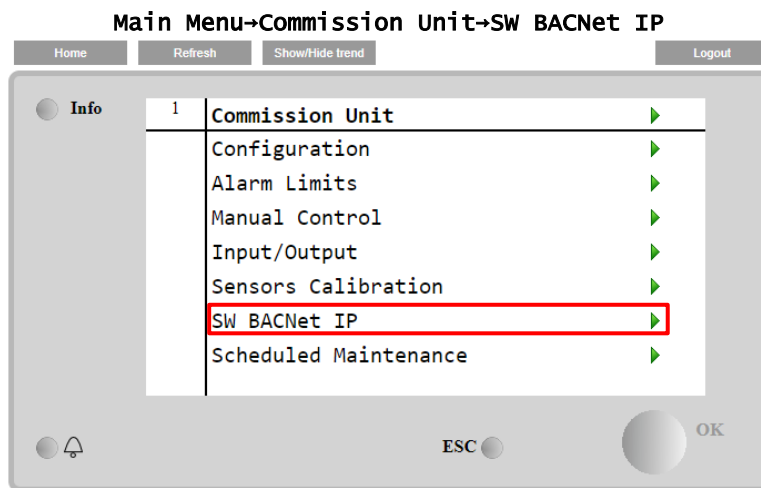 Main Menu→Commission Unit→SW BACNet IP
Home Refresh Show/Hide trend Logout
Info
1 Commission Unit
Configuration
Alarm Limits
Manual Control
Input/Output
Sensors Calibration
SW BACNet IP
Scheduled Maintenance
ESC OK